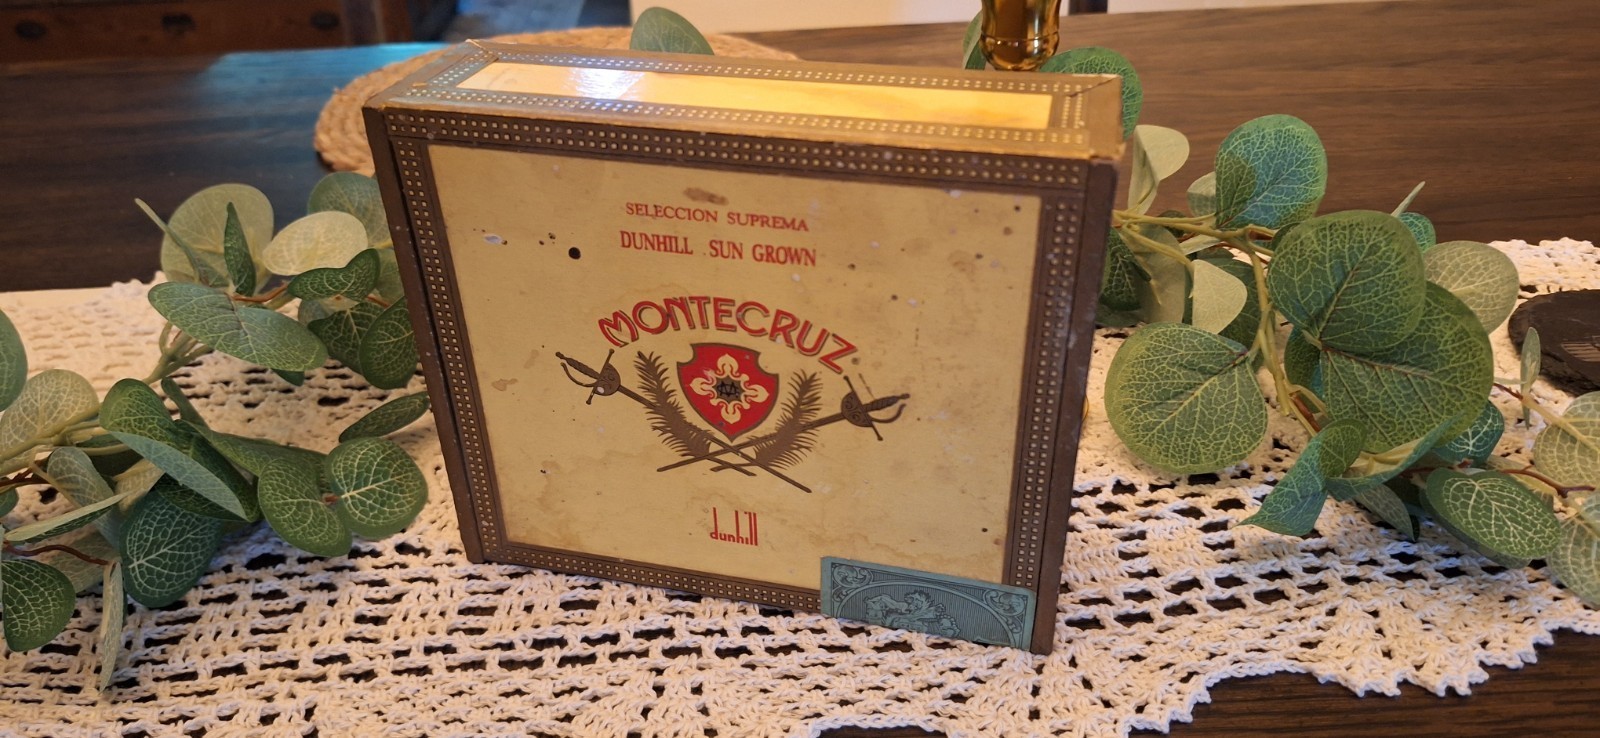 SELECCION SUPREMA
DUNHILL SUN GROWN
MONTECRUZ
dunhill